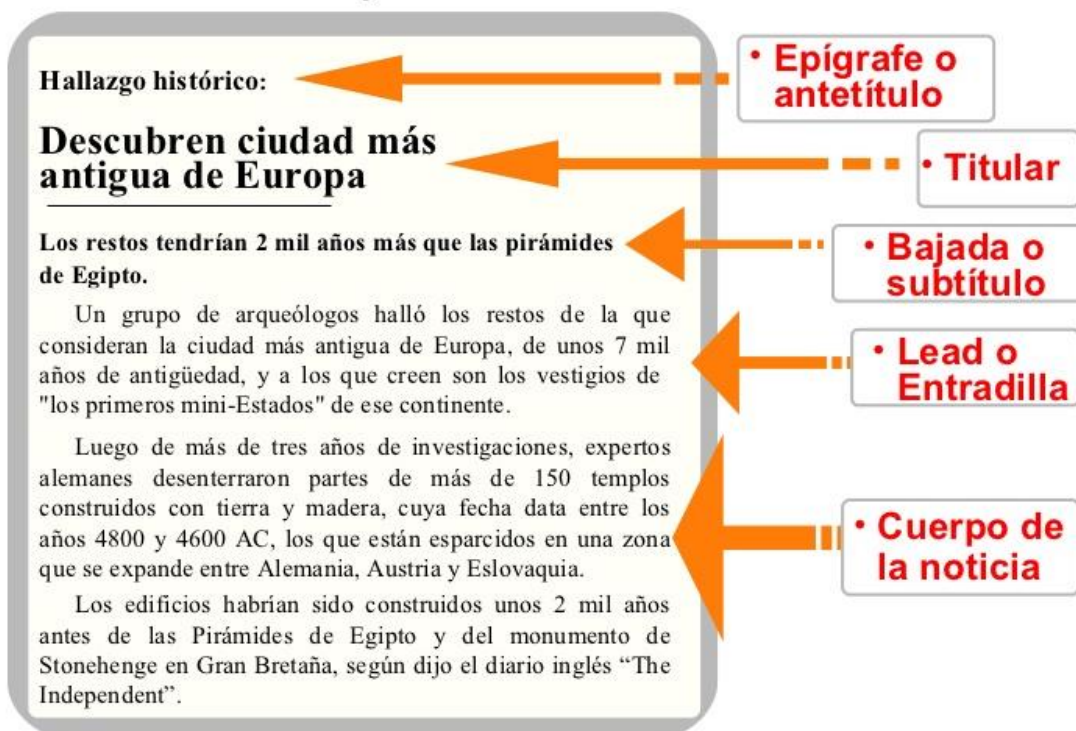 Hallazgo histórico:
Descubren ciudad más
antigua de Europa
Los restos tendrían 2 mil años más que las pirámides
de Egipto.
Un grupo de arqueólogos halló los restos de la que
consideran la ciudad más antigua de Europa, de unos 7 mil
años de antigüedad, y a los que creen son los vestigios de
"los primeros mini-Estados" de ese continente.
Luego de más de tres años de investigaciones, expertos
alemanes desenterraron partes de más de 150 templos
construidos con tierra y madera, cuya fecha data entre los
años 4800 y 4600 AC, los que están esparcidos en una zona
que se expande entre Alemania, Austria y Eslovaquia.
Los edificios habrían sido construidos unos 2 mil años
antes de las Pirámides de Egipto y del monumento de
Stonehenge en Gran Bretaña, según dijo el diario inglés “The
Independent”.
• Epígrafe o
antetítulo
• Titular
• Bajada o
subtítulo
• Lead o
Entradilla
• Cuerpo de
la noticia